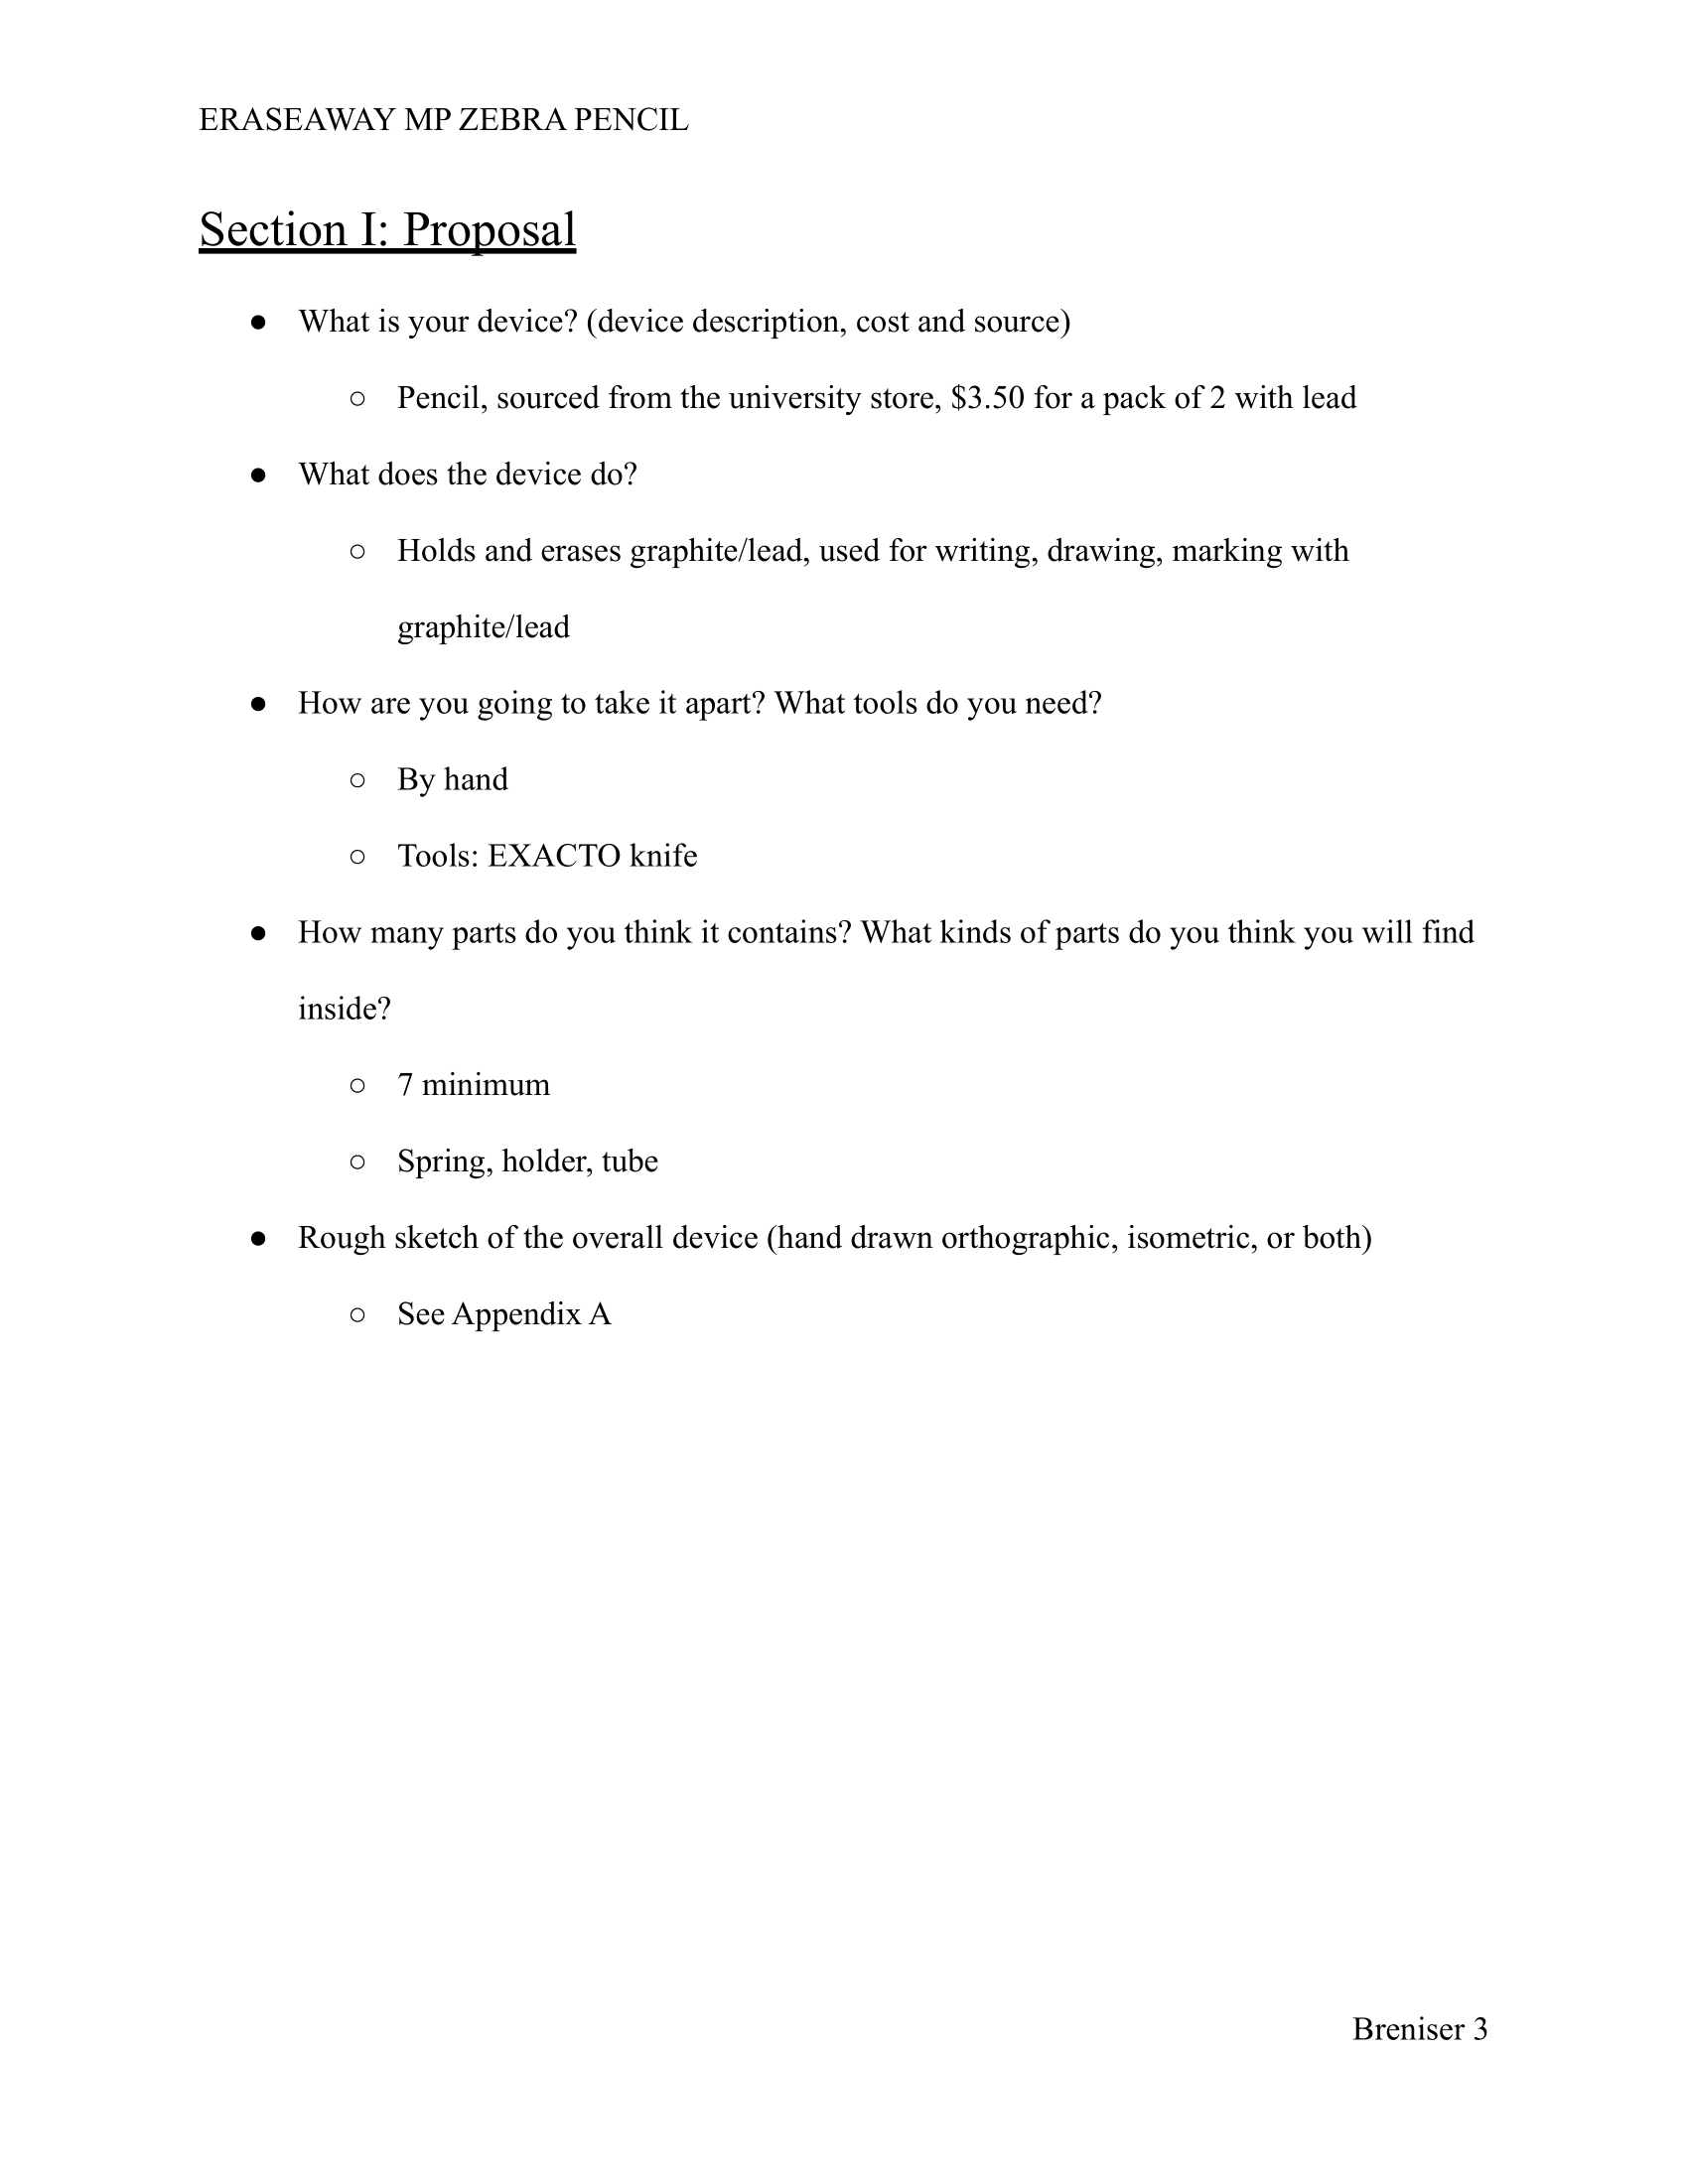 ERASEAWAY MP ZEBRA PENCIL
Section I: Proposal
● What is your device? (device description, cost and source)
○ Pencil, sourced from the university store, $3.50 for a pack of 2 with lead
● What does the device do?
○ Holds and erases graphite/lead, used for writing, drawing, marking with
graphite/lead
● How are you going to take it apart? What tools do you need?
○ By hand
○ Tools: EXACTO knife
● How many parts do you think it contains? What kinds of parts do you think you will find
inside?
○ 7 minimum
○ Spring, holder, tube
● Rough sketch of the overall device (hand drawn orthographic, isometric, or both)
○ See Appendix A
Breniser 3